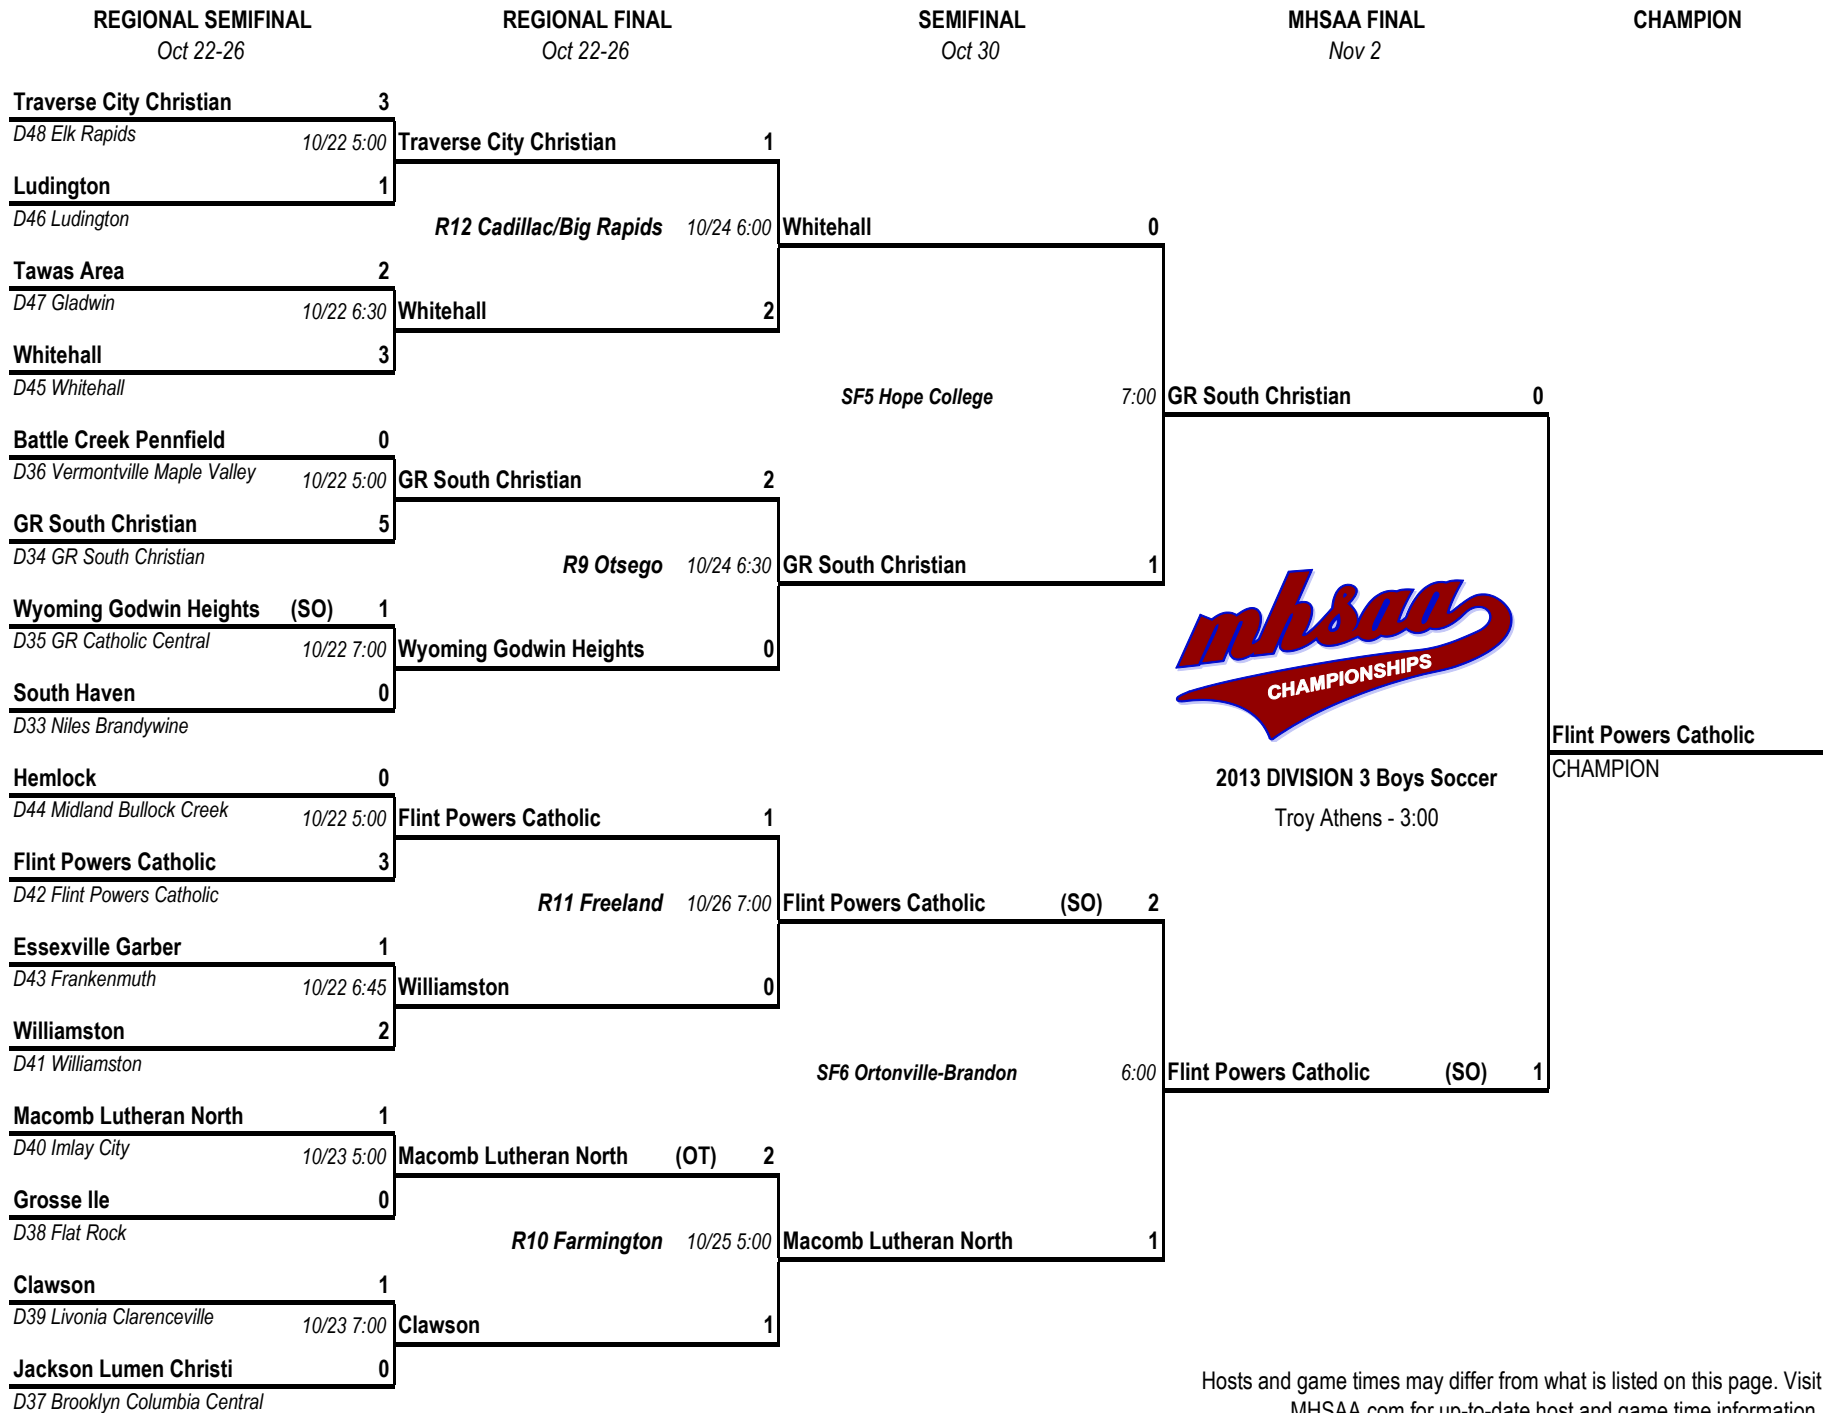 REGIONAL SEMIFINAL REGIONAL FINAL SEMIFINAL MHSAA FINAL CHAMPION
Oct 22-26 Oct 22-26 Oct 30 Nov 2
Traverse City Christian 3
D48 Elk Rapids 10/22 5:00 Traverse City Christian 1
Ludington 1
D46 Ludington R12 Cadillac/Big Rapids 10/24 6:00 Whitehall 0
Tawas Area 2
D47 Gladwin 10/22 6:30 Whitehall 2
Whitehall 3
D45 Whitehall
SF5 Hope College 7:00 GR South Christian 0
Battle Creek Pennfield 0
D36 Vermontville Maple Valley 10/22 5:00 GR South Christian 2
GR South Christian 5
D34 GR South Christian R9 Otsego 10/24 6:30 GR South Christian 1
Wyoming Godwin Heights (SO) 1
mhsaa
D35 GR Catholic Central 10/22 7:00 Wyoming Godwin Heights 0
CHAMPIONSHIPS
South Haven 0
D33 Niles Brandywine
Flint Powers Catholic
Hemlock 0 2013 DIVISION 3 Boys Soccer CHAMPION
D44 Midland Bullock Creek 10/22 5:00 Flint Powers Catholic 1 Troy Athens - 3:00
Flint Powers Catholic 3
D42 Flint Powers Catholic R11 Freeland 10/26 7:00 Flint Powers Catholic (SO) 2
Essexville Garber 1
D43 Frankenmuth 10/22 6:45 Williamston 0
Williamston 2
D41 Williamston SF6 Ortonville-Brandon 6:00 Flint Powers Catholic (SO) 1
Macomb Lutheran North 1
D40 Imlay City 10/23 5:00 Macomb Lutheran North (OT) 2
Grosse Ile 0
D38 Flat Rock R10 Farmington 10/25 5:00 Macomb Lutheran North 1
Clawson 1
D39 Livonia Clarenceville 10/23 7:00 Clawson 1
Jackson Lumen Christi 0
D37 Brooklyn Columbia Central
Hosts and game times may differ from what is listed on this page. Visit
MHSAA.com for up-to-date host and game time information.